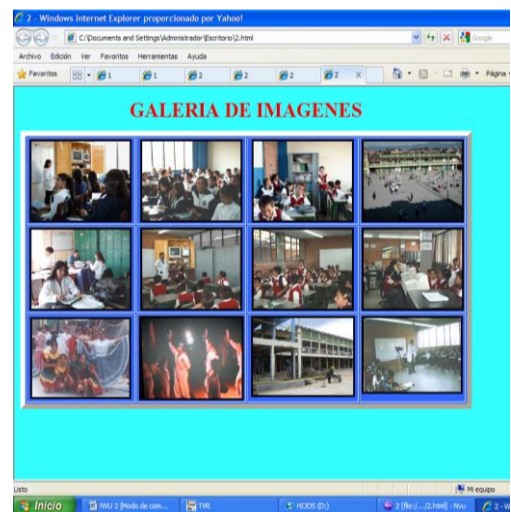 2 - Windows Internet Explorer proporcionado por Yahoo!
C:\Documents and Settings\Administrador\Escritorio\2.html
Google
Archivo Edición Ver Favoritos Herramientas Ayuda
Favoritos 1 1 2 2 2 2 X Página
GALERIA DE IMAGENES
Listo Mi equipo
Inicio NVU 2 [Modo de com... TVR HIJOS (D:) 2 [file:/.../2.html] - Nvu 2 - W